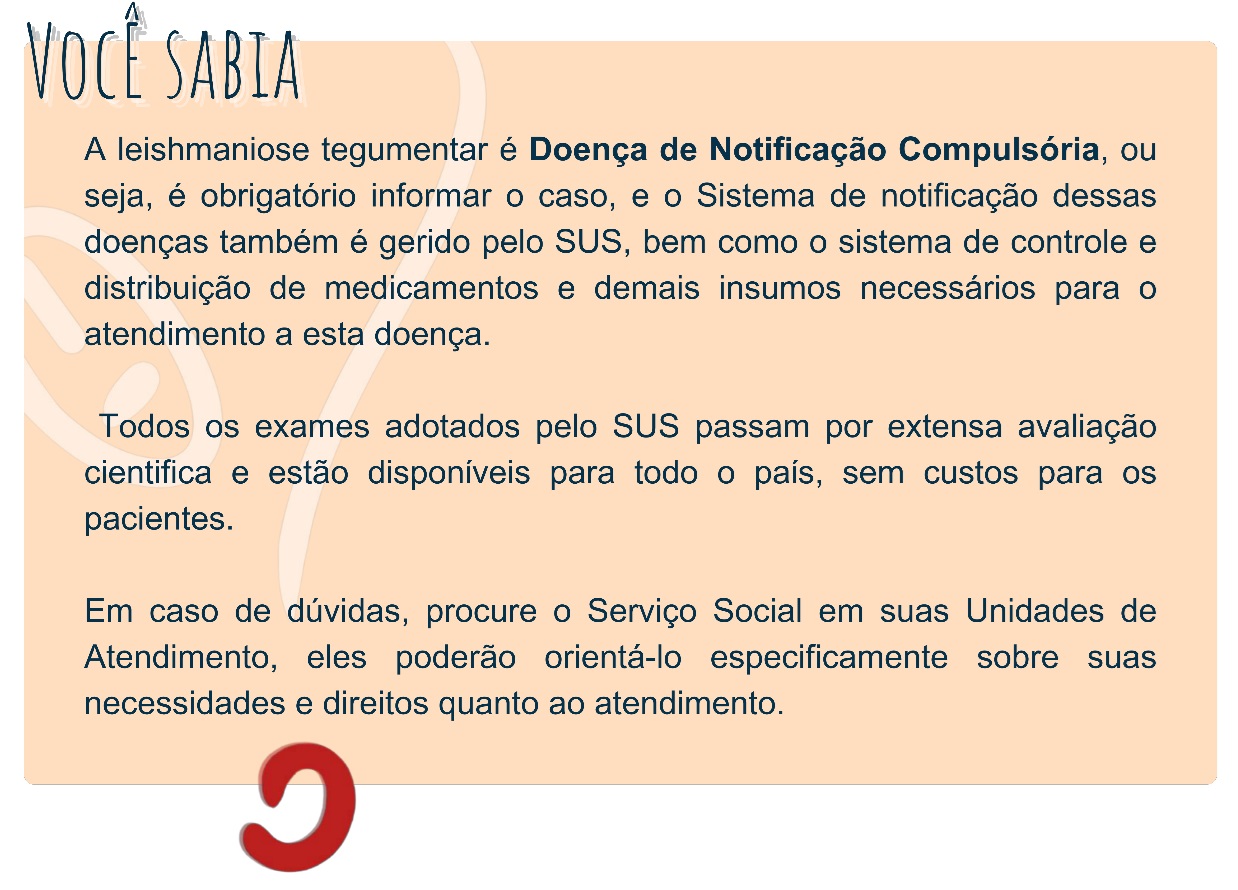 VOCÊ SABIA
A leishmaniose tegumentar é Doença de Notificação Compulsória, ou
seja, é obrigatório informar o caso, e o Sistema de notificação dessas
doenças também é gerido pelo SUS, bem como o sistema de controle e
distribuição de medicamentos e demais insumos necessários para o
atendimento a esta doença.
Todos os exames adotados pelo SUS passam por extensa avaliação
cientifica e estão disponíveis para todo o país, sem custos para os
pacientes.
Em caso de dúvidas, procure o Serviço Social em suas Unidades de
Atendimento, eles poderão orientá-lo especificamente sobre suas
necessidades e direitos quanto ao atendimento.